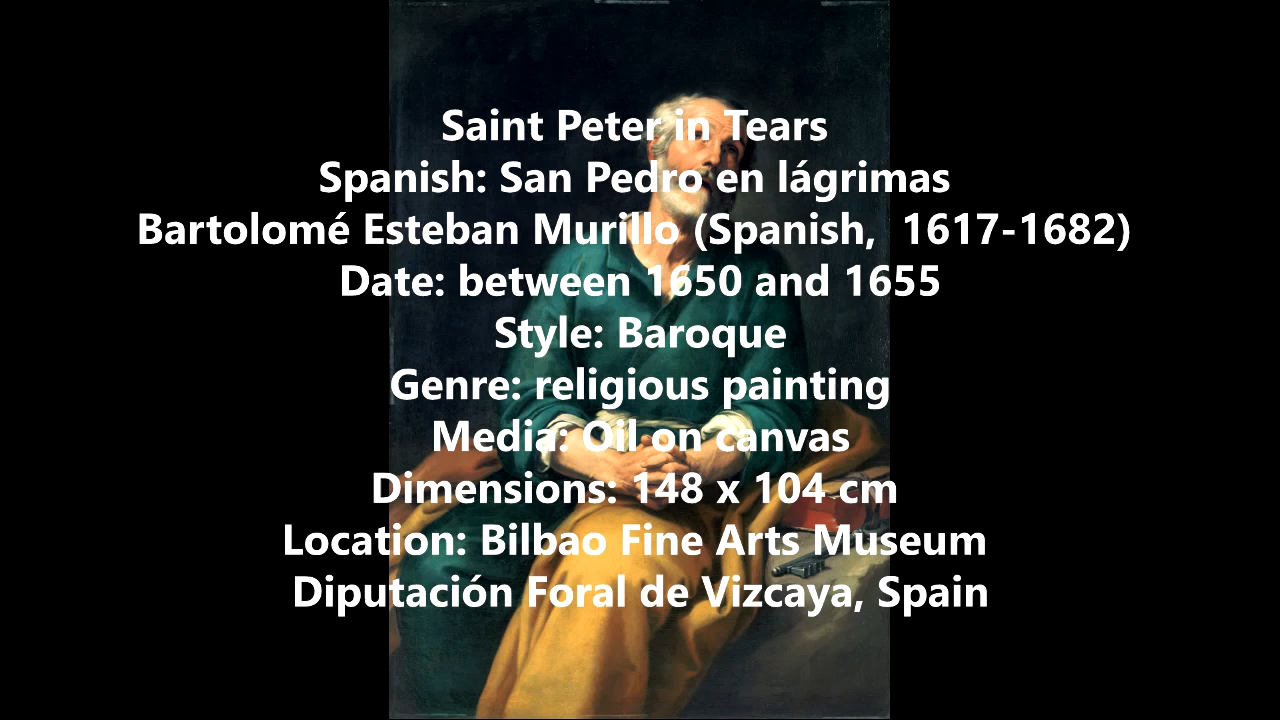 Saint Peter in Tears
Spanish: San Pedro en lágrimas
Bartolomé Esteban Murillo (Spanish,  1617-1682)
Date: between 1650 and 1655
Style: Baroque
Genre: religious painting
Media: Oil on canvas
Dimensions: 148 x 104 cm
Location: Bilbao Fine Arts Museum
Diputación Foral de Vizcaya, Spain